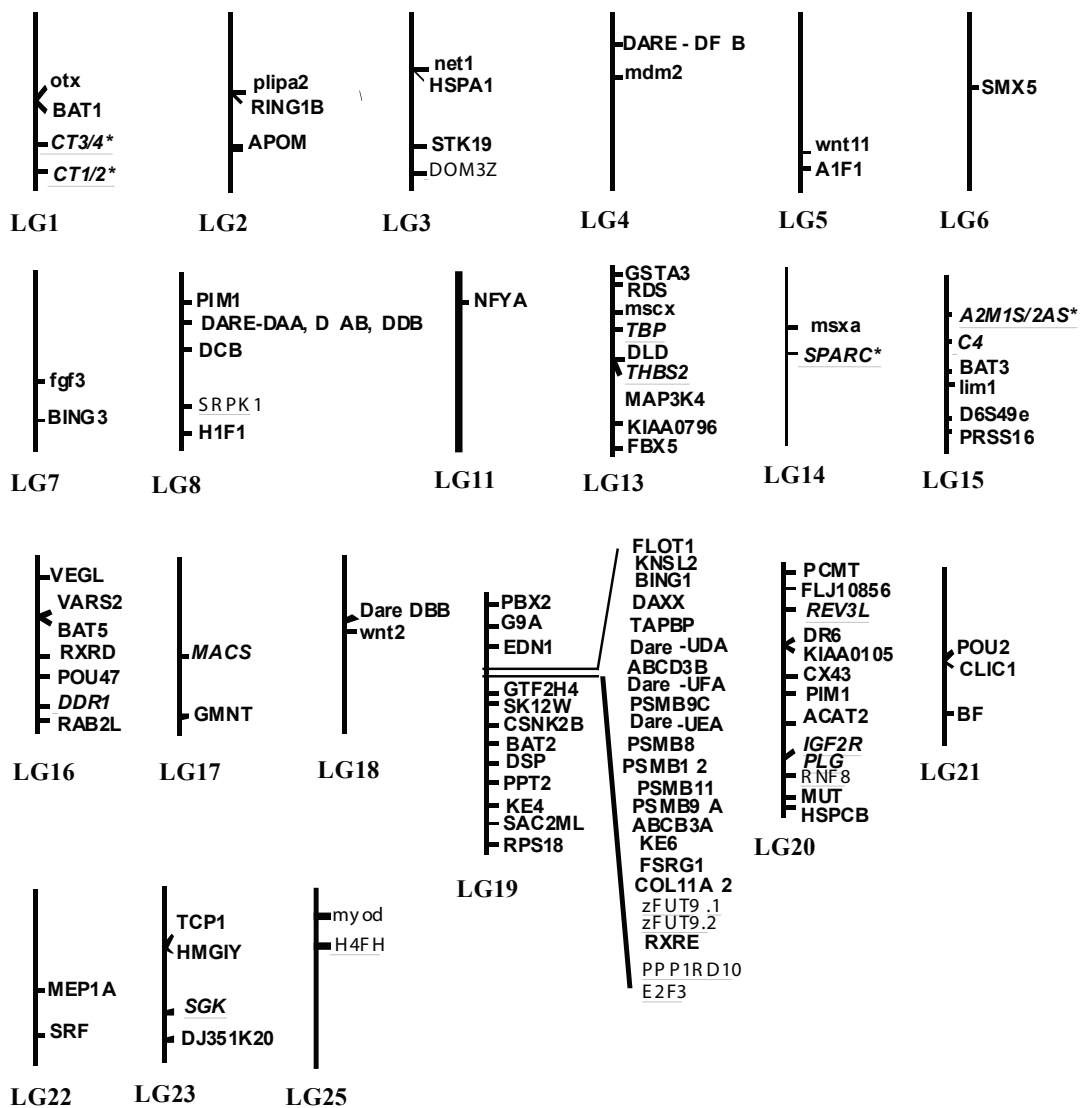 otx
BAT1
CT3/4*
CT1/2*
LG1
plipa2
RING1B
APOM
LG2
net1
HSPA1
STK19
DOM3Z
LG3
DARE - DF B
mdm2
LG4
wnt11
A1F1
LG5
SMX5
LG6
fgf3
BING3
LG7
PIM1
DARE-DAA, D AB, DDB
DCB
SRPK1
H1F1
LG8
NFYA
LG11
GSTA3
RDS
mscx
TBP
DLD
THBS2
MAP3K4
KIAA0796
FBX5
LG13
msxa
SPARC*
LG14
A2M1S/2AS*
C4
BAT3
lim1
D6S49e
PRSS16
LG15
VEGL
VARS2
BAT5
RXRD
POU47
DDR1
RAB2L
LG16
MACS
GMNT
LG17
Dare DBB
wnt2
LG18
PBX2
G9A
EDN1
GTF2H4
SK12W
CSNK2B
BAT2
DSP
PPT2
KE4
SAC2ML
RPS18
LG19
FLOT1
KNSL2
BING1
DAXX
TAPBP
Dare -UDA
ABCD3B
Dare -UFA
PSMB9C
Dare -UEA
PSMB8
PSMB1 2
PSMB11
PSMB9 A
ABCB3A
KE6
FSRG1
COL11A 2
zFUT9 .1
zFUT9.2
RXRE
PPP1RD10
E2F3
PCMT
FLJ10856
REV3L
DR6
KIAA0105
CX43
PIM1
ACAT2
IGF2R
PLG
RNF8
MUT
HSPCB
LG20
POU2
CLIC1
BF
LG21
MEP1A
SRF
LG22
TCP1
HMGIY
SGK
DJ351K20
LG23
myod
H4FH
LG25